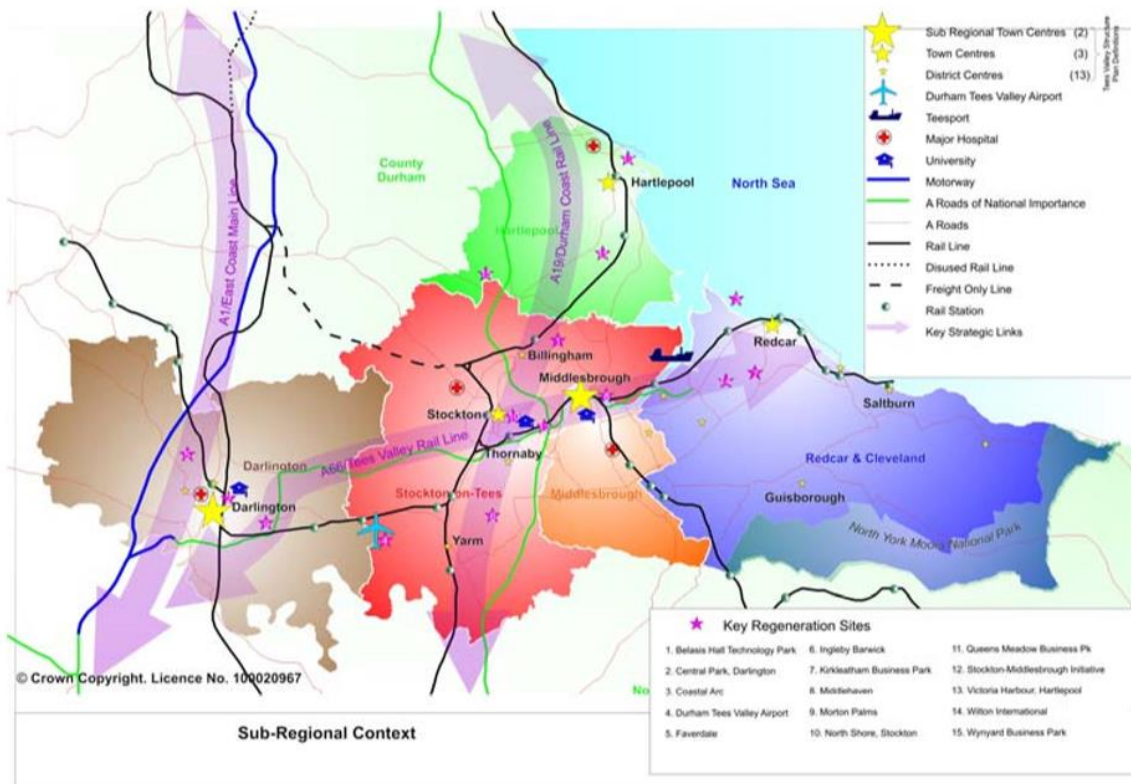 Sub Regional Town Centres (2)
Town Centres (3)
District Centres (13)
Tees Valley Structure
Plan Definitions
Durham Tees Valley Airport
Teesport
Major Hospital
University
Motorway
A Roads of National Importance
A Roads
Rail Line
Disused Rail Line
Freight Only Line
Rail Station
Key Strategic Links
County
Durham
North Sea
A1/East Coast Main Line
A19/Durham Coast Rail Line
Hartlepool
Hartlepool
Billingham
Middlesbrough
Redcar
Saltburn
Stockton
Thornaby
A66/Tees Valley Rail Line
Darlington
Darlington
Stockton-on-Tees
Middlesbrough
Redcar & Cleveland
Guisborough
Yarm
North York Moors National Park
© Crown Copyright. Licence No. 100020967
Sub-Regional Context
Key Regeneration Sites
1. Belasis Hall Technology Park
2. Central Park, Darlington
3. Coastal Arc
4. Durham Tees Valley Airport
5. Faverdale
6. Ingleby Barwick
7. Kirkleatham Business Park
8. Middlehaven
9. Morton Palms
10. North Shore, Stockton
11. Queens Meadow Business Pk
12. Stockton-Middlesbrough Initiative
13. Victoria Harbour, Hartlepool
14. Wilton International
15. Wynyard Business Park